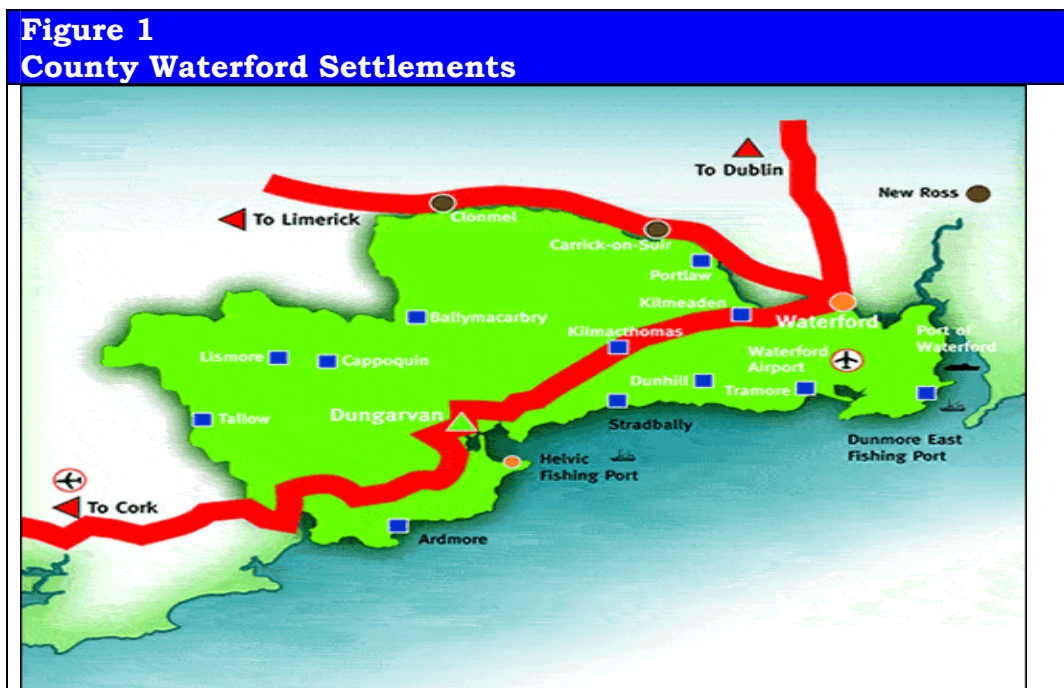 Figure 1
County Waterford Settlements
To Dublin
New Ross
To Limerick
Clonmel
Carrick-on-Suir
Portlaw
Kilmeaden
Ballymacarbry
Waterford
Kilmacthomas
Port of
Waterford
Lismore
Cappoquin
Waterford
Airport
Dunhill
Tramore
Tallow
Dungarvan
Stradbally
Dunmore East
Fishing Port
Helvic
Fishing Port
To Cork
Ardmore